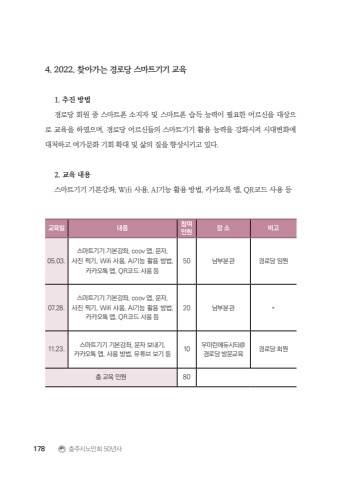 4. 2022. 찾아가는 경로당 스마트기기 교육
1. 추진 방법
경로당 회원 중 스마트폰 소지자 및 스마트폰 습득 능력이 필요한 어르신을 대상으
로 교육을 하였으며, 경로당 어르신들의 스마트기기 활용 능력을 강화시켜 시대변화에
대처하고 여가문화 기회 확대 및 삶의 질을 향상시키고 있다.
2. 교육 내용
스마트기기 기본강좌, Wifi 사용, AI기능 활용 방법, 카카오톡 앱, QR코드 사용 등
교육일 내용 참여 인원 장 소 비고
05.03. 스마트기기 기본강좌, coov 앱, 문자, 50 남부분관 경로당 임원
사진 찍기, Wifi 사용, AI기능 활용 방법,
카카오톡 앱, QR코드 사용 등
07.28. 스마트기기 기본강좌, coov 앱, 문자, 20 남부분관 "
사진 찍기, Wifi 사용, AI기능 활용 방법,
카카오톡 앱, QR코드 사용 등
11.23. 스마트기기 기본강좌, 문자 보내기, 10 경로당 회원
카카오톡 앱, 사용 방법, 유튜브 보기 등 경로당 방문교육
총 교육 인원 80
178 충주시노인회 50년사